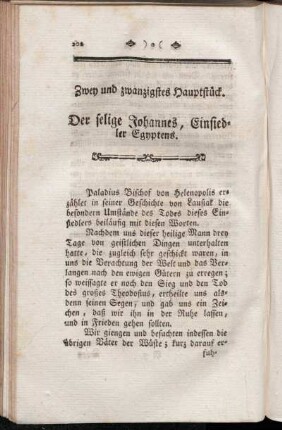 202 )o(
Zwey und zwanzigstes Hauptstück.
Der selige Johannes, Einsied-
ler Egyptens.
Paladius Bischof von Helenopolis er-
zählet in seiner Geschichte von Lausiak die
besondern Umstände des Todes dieses Ein-
siedlers beiläufig mit diesen Worten.
Nachdem uns dieser heilige Mann drey
Tage von geistlichen Dingen unterhalten
hatte, die zugleich sehr geschickt waren, in
uns die Verachtung der Welt und das Ver-
langen nach den ewigen Gütern zu erregen;
so weissagte er noch den Sieg und den Tod
des großes Theodosius, ertheilte uns als-
denn seinen Segen; und gab uns ein Zei-
chen, daß wir ihn in der Ruhe lassen,
und in Frieden gehen sollten.
Wir giengen und besuchten indessen die
übrigen Väter der Wüste; kurz darauf er-
fuh-